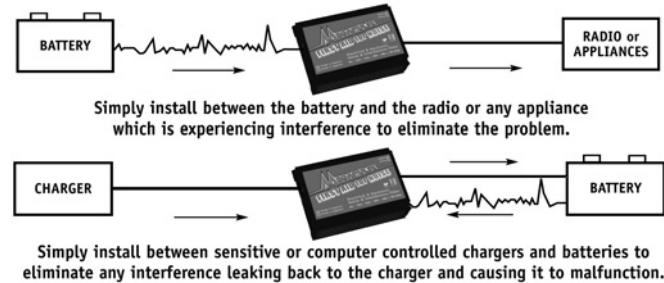 BATTERY
RADIO or
APPLIANCES
Simply install between the battery and the radio or any appliance
which is experiencing interference to eliminate the problem.
CHARGER
BATTERY
Simply install between sensitive or computer controlled chargers and batteries to
eliminate any interference leaking back to the charger and causing it to malfunction.